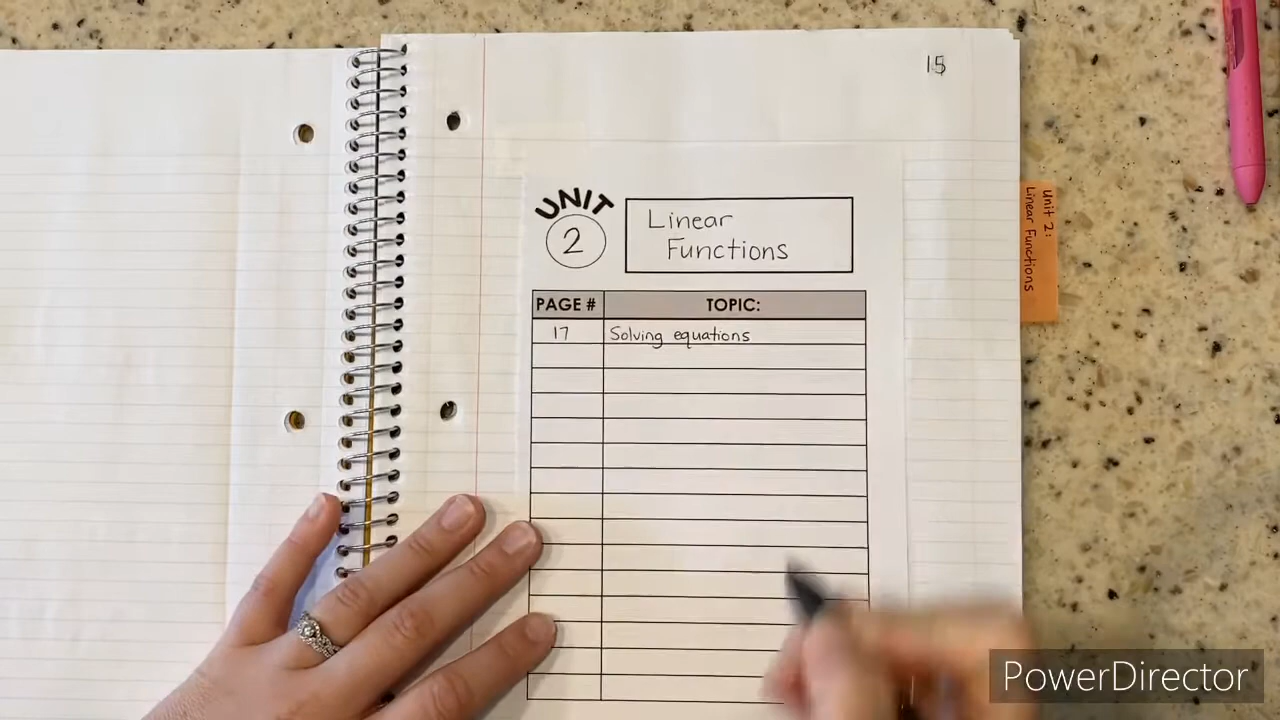 15
UNIT
2
Linear
Functions
PAGE # TOPIC:
17 Solving equations
Unit 2:
Linear Functions
PowerDirector